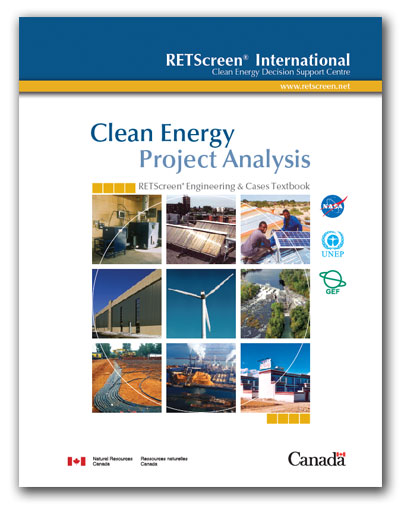 RETScreen® International
Clean Energy Decision Support Centre
www.retscreen.net
Clean Energy
Project Analysis
RETScreen® Engineering & Cases Textbook
NASA
UNEP
GEF
Natural Resources Canada
Ressources naturelles Canada
Canada